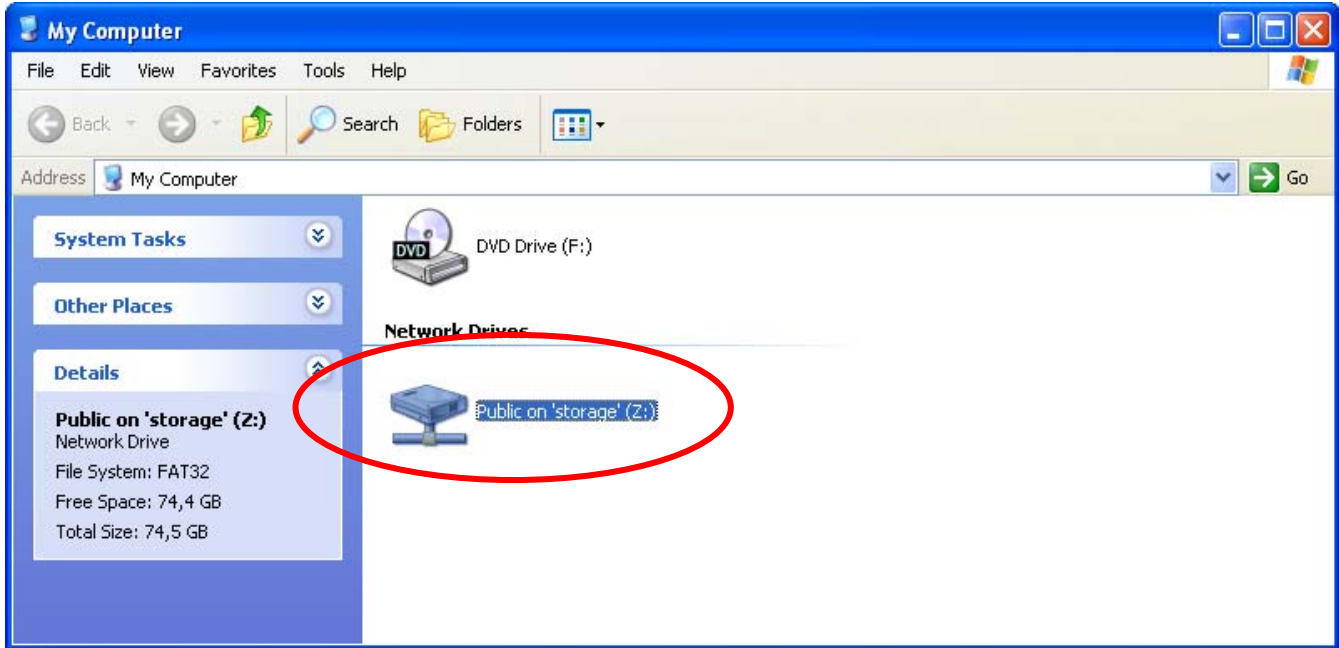 My Computer
File Edit View Favorites Tools Help
Back Search Folders
Address My Computer Go
System Tasks
Other Places
Details
Public on 'storage' (Z:)
Network Drive
File System: FAT32
Free Space: 74,4 GB
Total Size: 74,5 GB
DVD
DVD Drive (F:)
Network Drives
Public on 'storage' (Z:)